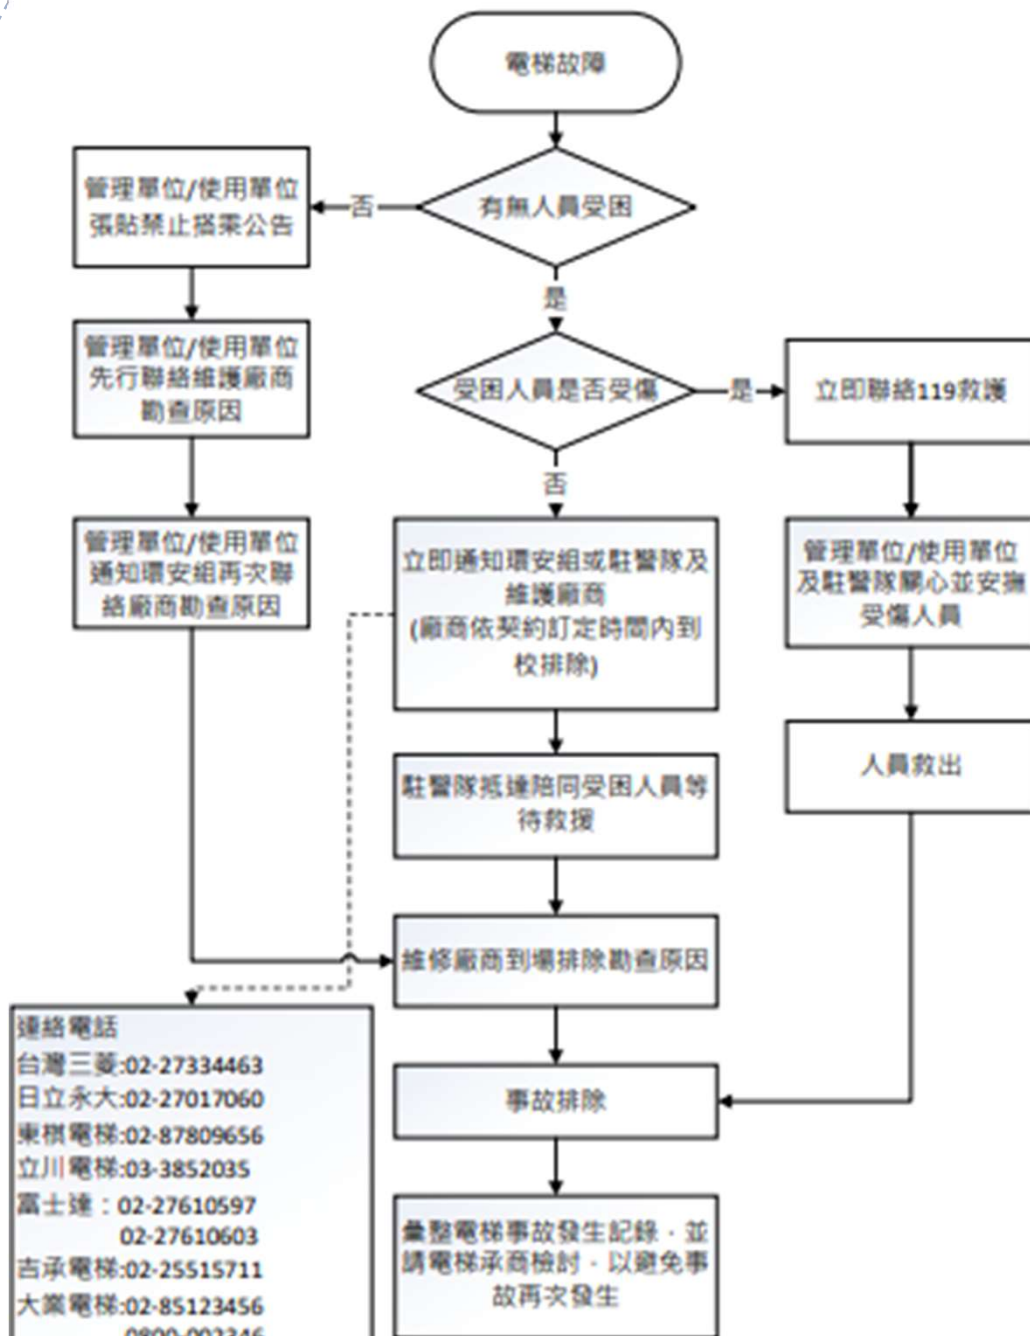 電梯故障
有無人員受困
否
管理單位/使用單位
張貼禁止搭乘公告
是
管理單位/使用單位
先行聯絡維護廠商
勘查原因
受困人員是否受傷
是
立即聯絡119救護
否
管理單位/使用單位
通知環安組再次聯
絡廠商勘查原因
立即通知環安組或駐警隊及
維護廠商
(廠商依契約訂定時間內到
校排除)
管理單位/使用單位
及駐警隊關心並安撫
受傷人員
駐警隊抵達陪同受困人員等
待救援
人員救出
維修廠商到場排除勘查原因
事故排除
彙整電梯事故發生記錄，並
請電梯承商檢討，以避免事
故再次發生
連絡電話
台灣三菱:02-27334463
日立永大:02-27017060
東棋電梯:02-87809656
立川電梯:03-3852035
富士達：02-27610597
02-27610603
吉承電梯:02-25515711
大業電梯:02-85123456
0800-002346